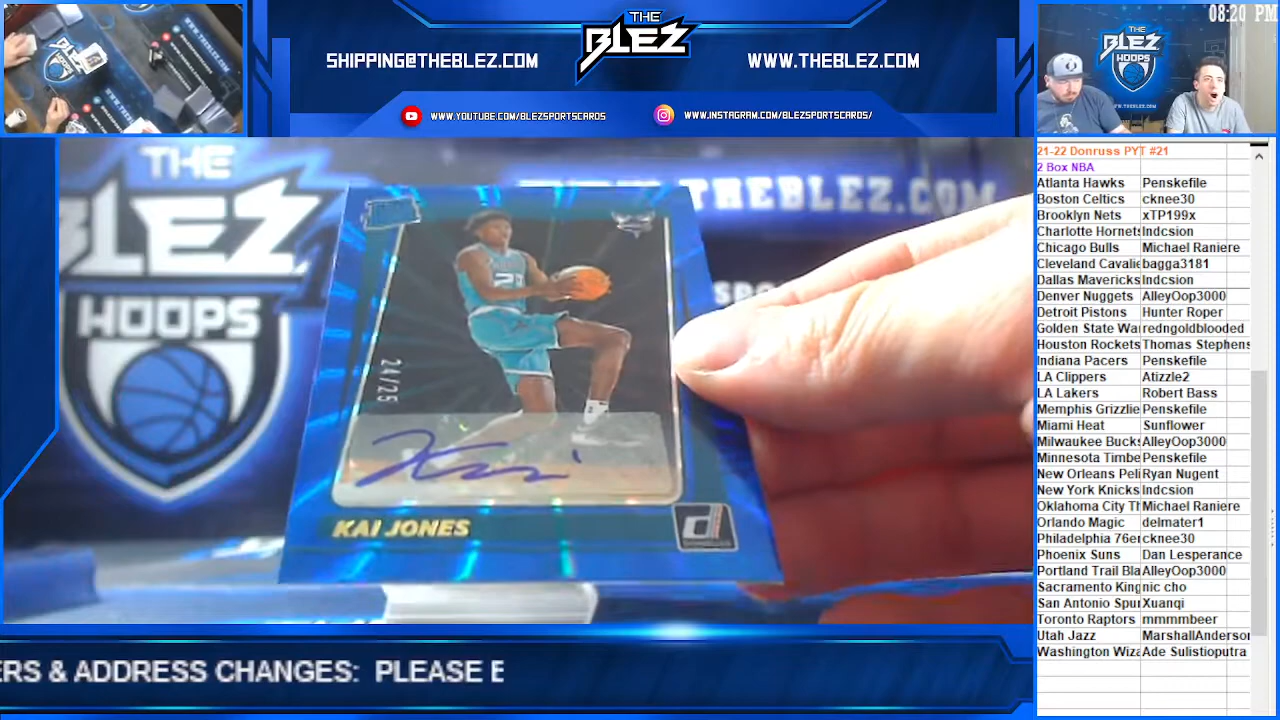 08:20 PM
THE
BLEZ
SHIPPING@THEBLEZ.COM
WWW.THEBLEZ.COM
WWW.YOUTUBE.COM/BLEZSPORTSCARDS
WWW.INSTAGRAM.COM/BLEZSPORTSCARDS/
THE
BLEZ
HOOPS
THE
BLEZ
HOOPS
.THEBLEZ.COM
24/25
KAI JONES
ERS & ADDRESS CHANGES: PLEASE E
21-22 Donruss PYT #21
2 Box NBA
Atlanta Hawks Penskefile
Boston Celtics cknee30
Brooklyn Nets xTP199x
Charlotte Hornets Indcsion
Chicago Bulls Michael Raniere
Cleveland Cavalie bagga3181
Dallas Mavericks Indcsion
Denver Nuggets AlleyOop3000
Detroit Pistons Hunter Roper
Golden State Wa redngoldblooded
Houston Rockets Thomas Stephens
Indiana Pacers Penskefile
LA Clippers Atizzle2
LA Lakers Robert Bass
Memphis Grizzlie Penskefile
Miami Heat Sunflower
Milwaukee Bucks AlleyOop3000
Minnesota Timbe Penskefile
New Orleans Peli Ryan Nugent
New York Knicks Indcsion
Oklahoma City Th Michael Raniere
Orlando Magic delmater1
Philadelphia 76er cknee30
Phoenix Suns Dan Lesperance
Portland Trail Bla AlleyOop3000
Sacramento King nic cho
San Antonio Spur Xuanqi
Toronto Raptors mmmmbeer
Utah Jazz MarshallAnderson
Washington Wiza Ade Sulistioputra